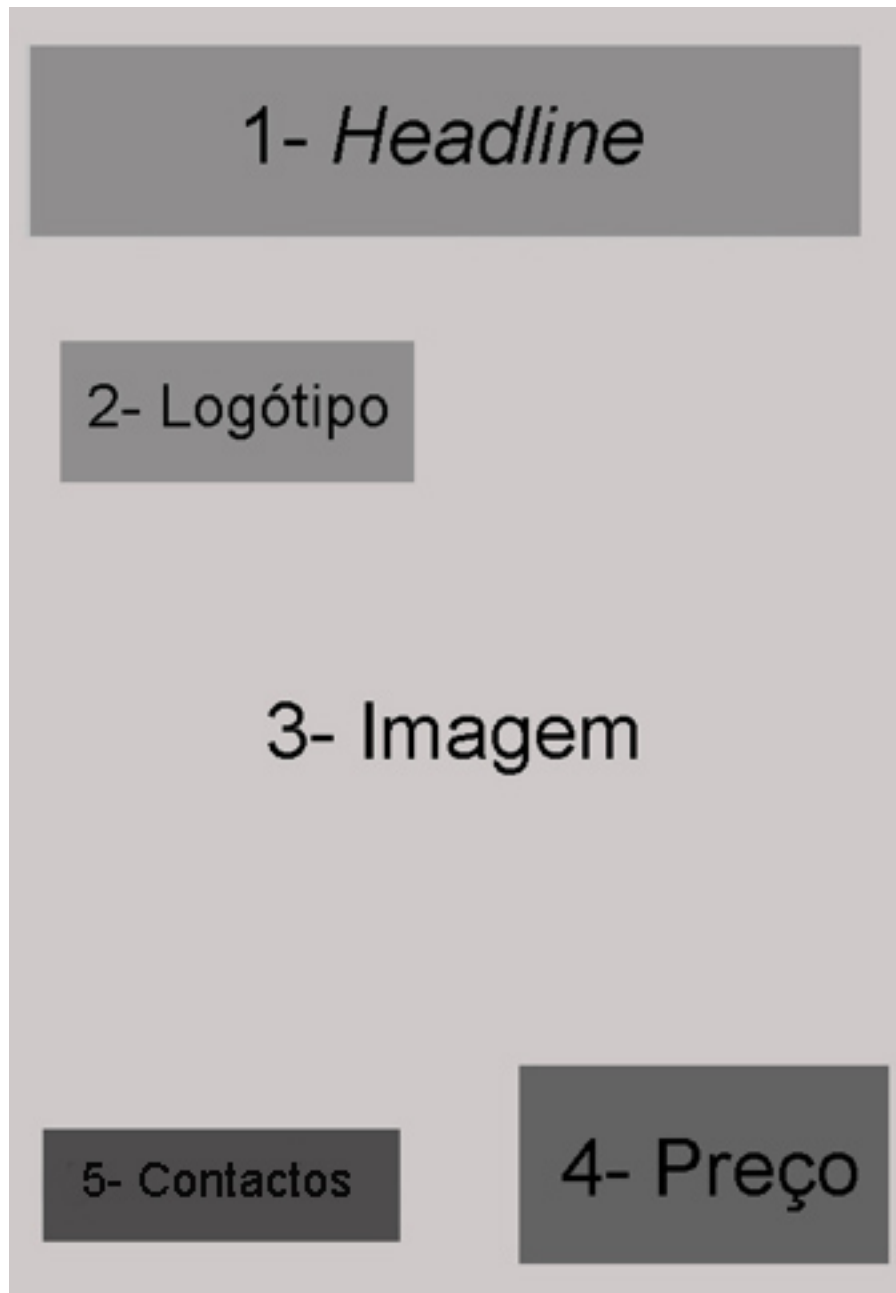 1- Headline
2- Logótipo
3- Imagem
4- Preço
5- Contactos